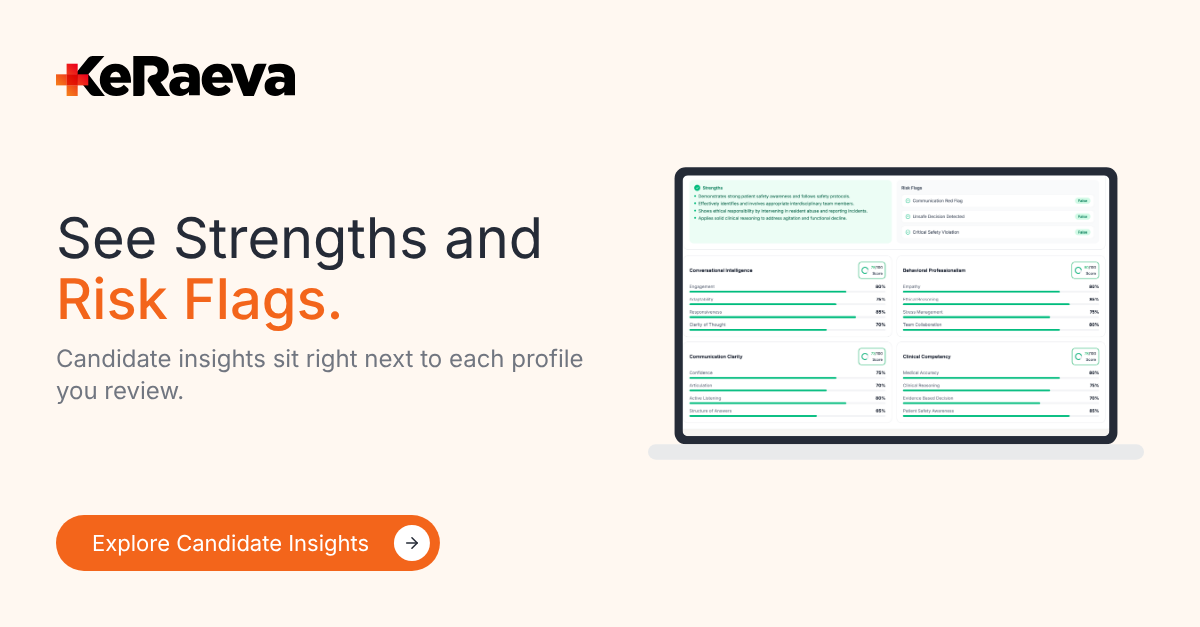 KeRaeva
See Strengths and
Risk Flags.
Candidate insights sit right next to each profile
you review.
Explore Candidate Insights
Strengths
Demonstrates strong patient safety awareness and follows safety protocols.
Effectively identifies and involves appropriate interdisciplinary team members.
Shows ethical responsibility by intervening in resident abuse and reporting incidents.
Applies solid clinical reasoning to address agitation and functional decline.
Risk Flags
Communication Red Flag False
Unsafe Decision Detected False
Critical Safety Violation False
Conversational Intelligence
Score
Engagement 80%
Adaptability 75%
Responsiveness 85%
Clarity of Thought 70%
Behavioral Professionalism
Score
Empathy 80%
Ethical Reasoning 85%
Stress Management 75%
Team Collaboration 80%
Communication Clarity
Score
Confidence 75%
Articulation 70%
Active Listening 80%
Structure of Answers 65%
Clinical Competency
Score
Medical Accuracy 80%
Clinical Reasoning 75%
Evidence Based Decision 70%
Patient Safety Awareness 85%